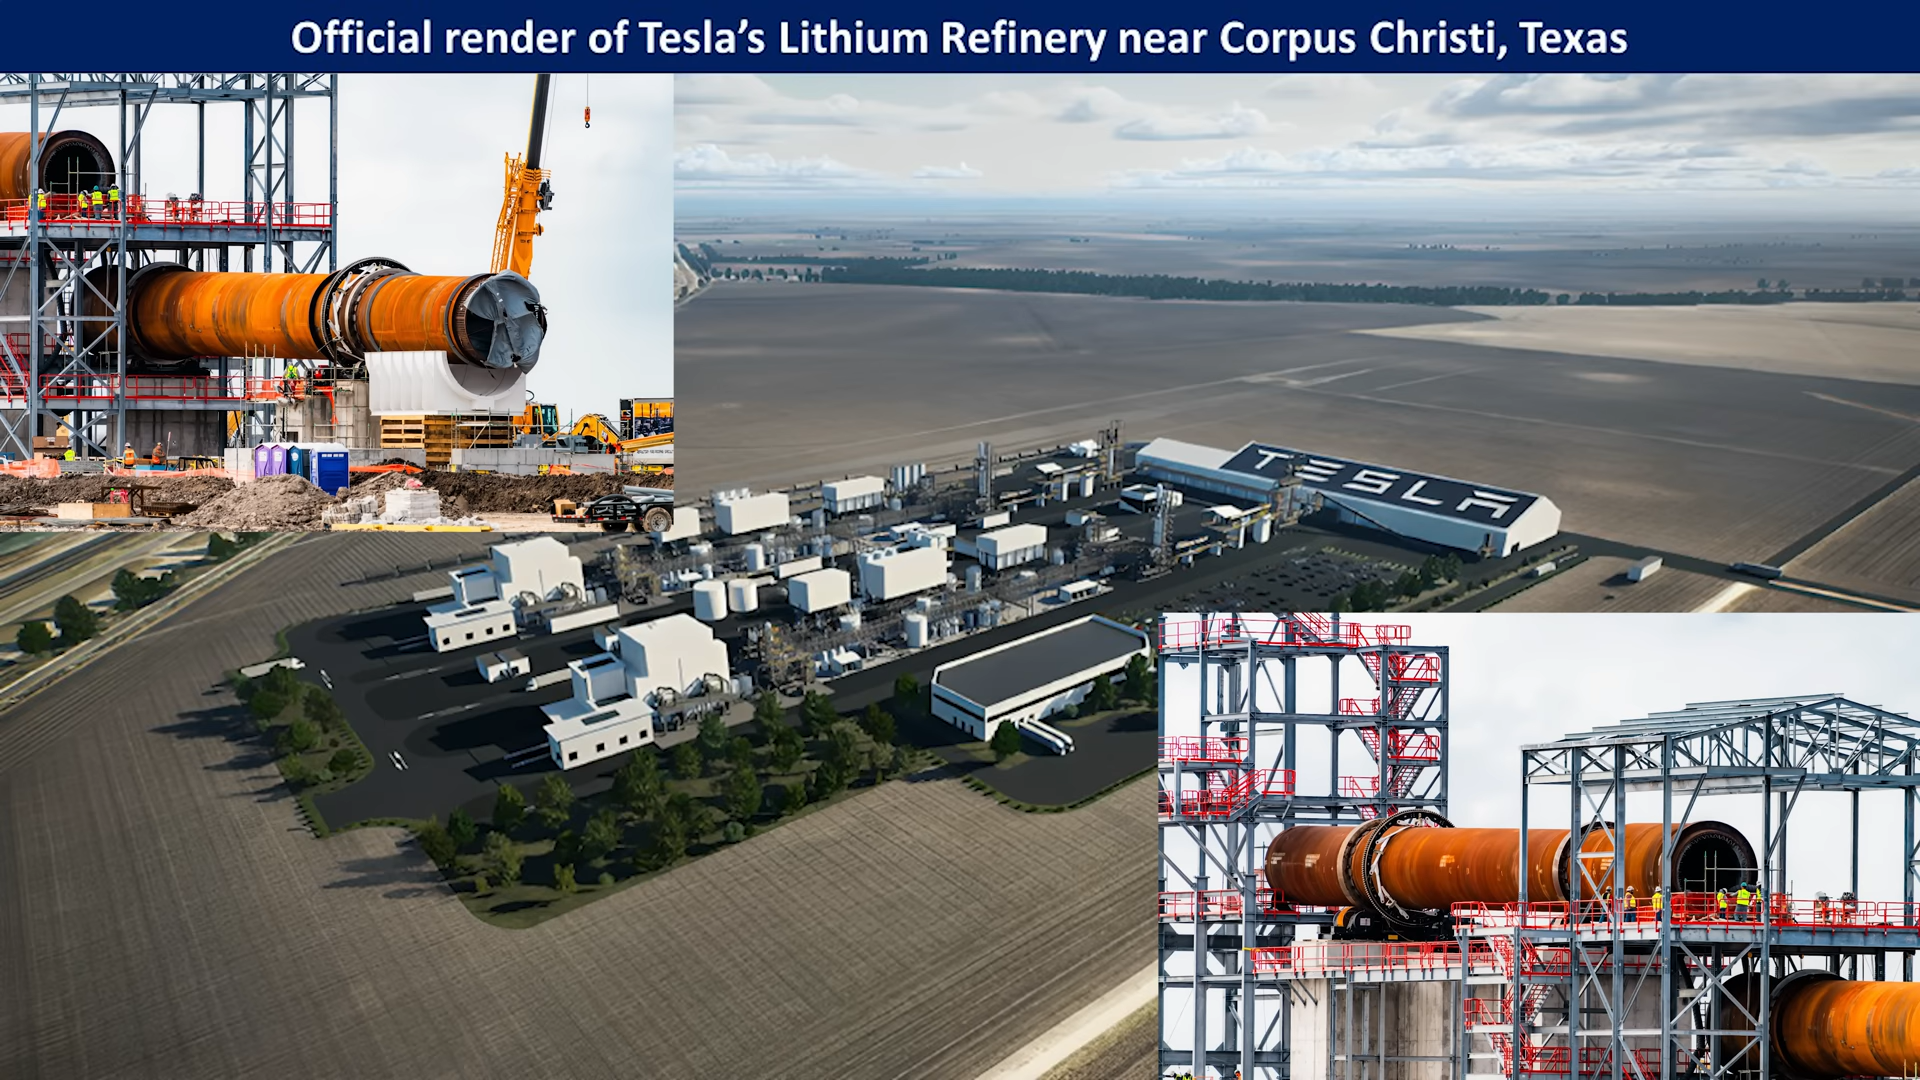 Official render of Tesla’s Lithium Refinery near Corpus Christi, Texas
TESLA